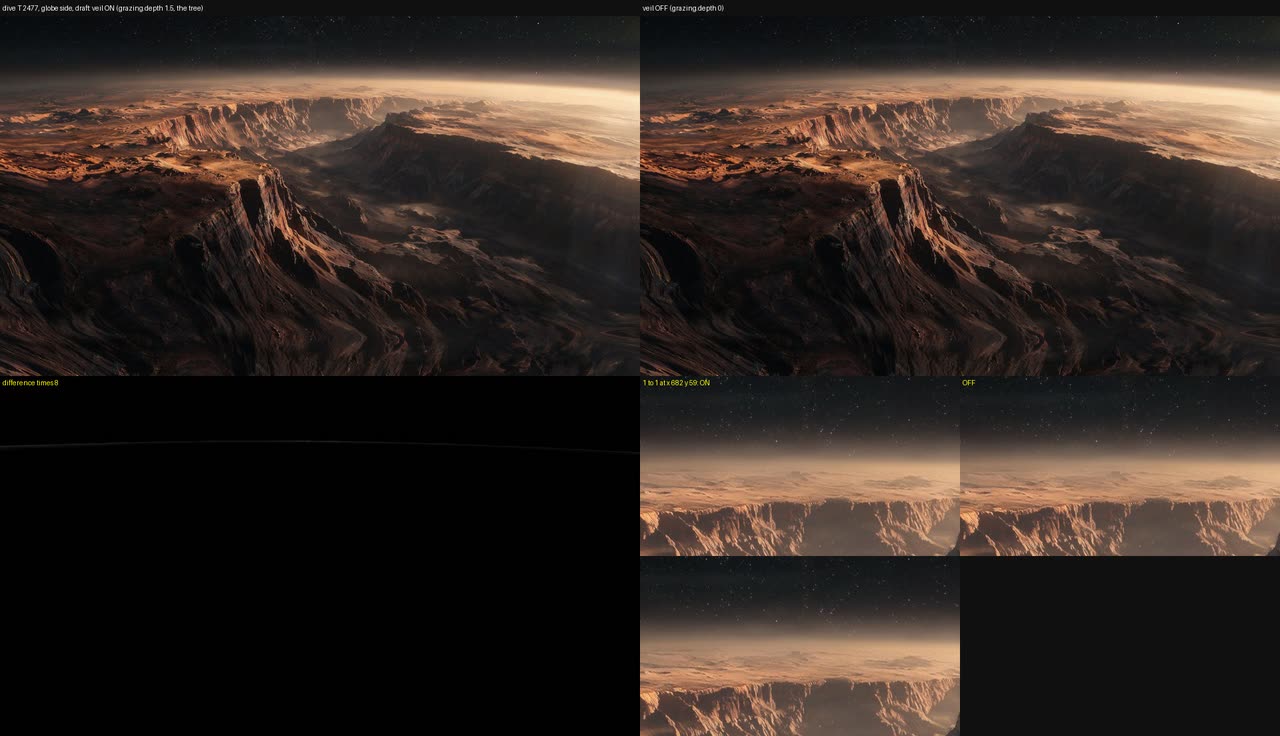 dive T 2477, globe side, draft: veil ON (grazing.depth 1.5, the tree)
veil OFF (grazing.depth 0)
difference times 8
1 to 1 at x 682 y 59: ON
OFF